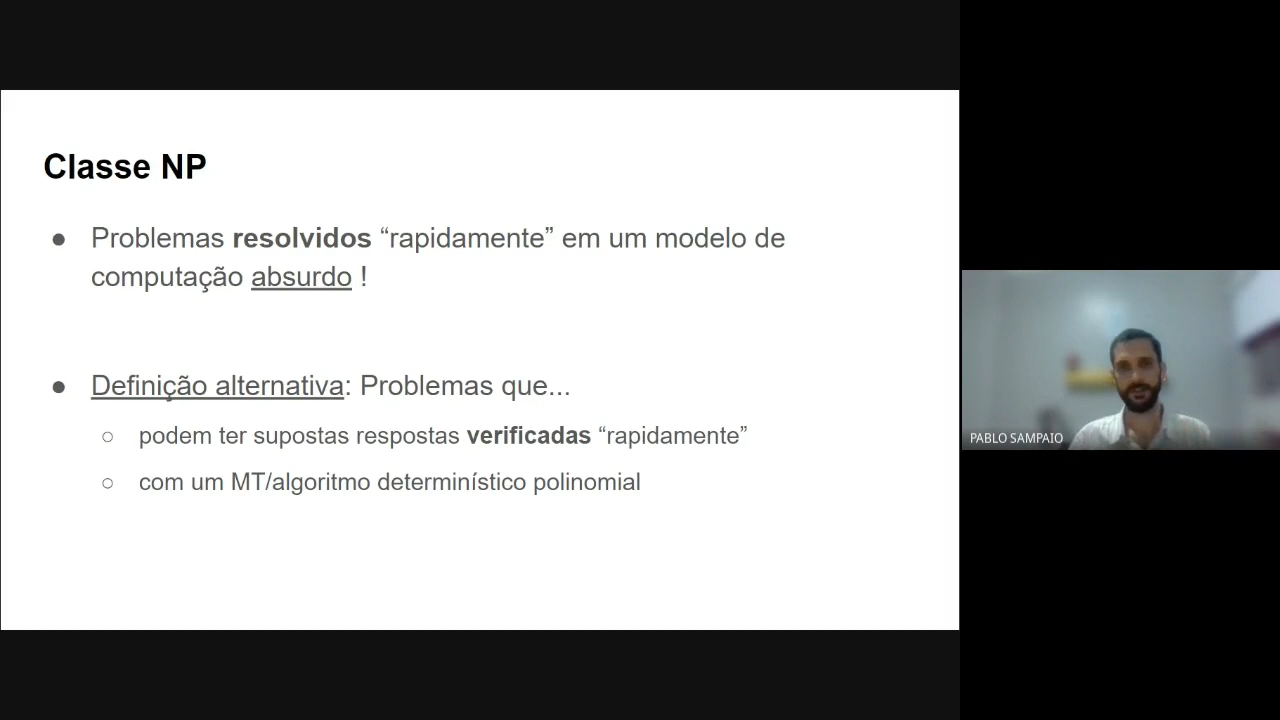 Classe NP
● Problemas resolvidos “rapidamente” em um modelo de
computação absurdo !
● Definição alternativa: Problemas que...
○ podem ter supostas respostas verificadas “rapidamente”
○ com um MT/algoritmo determinístico polinomial
PABLO SAMPAIO